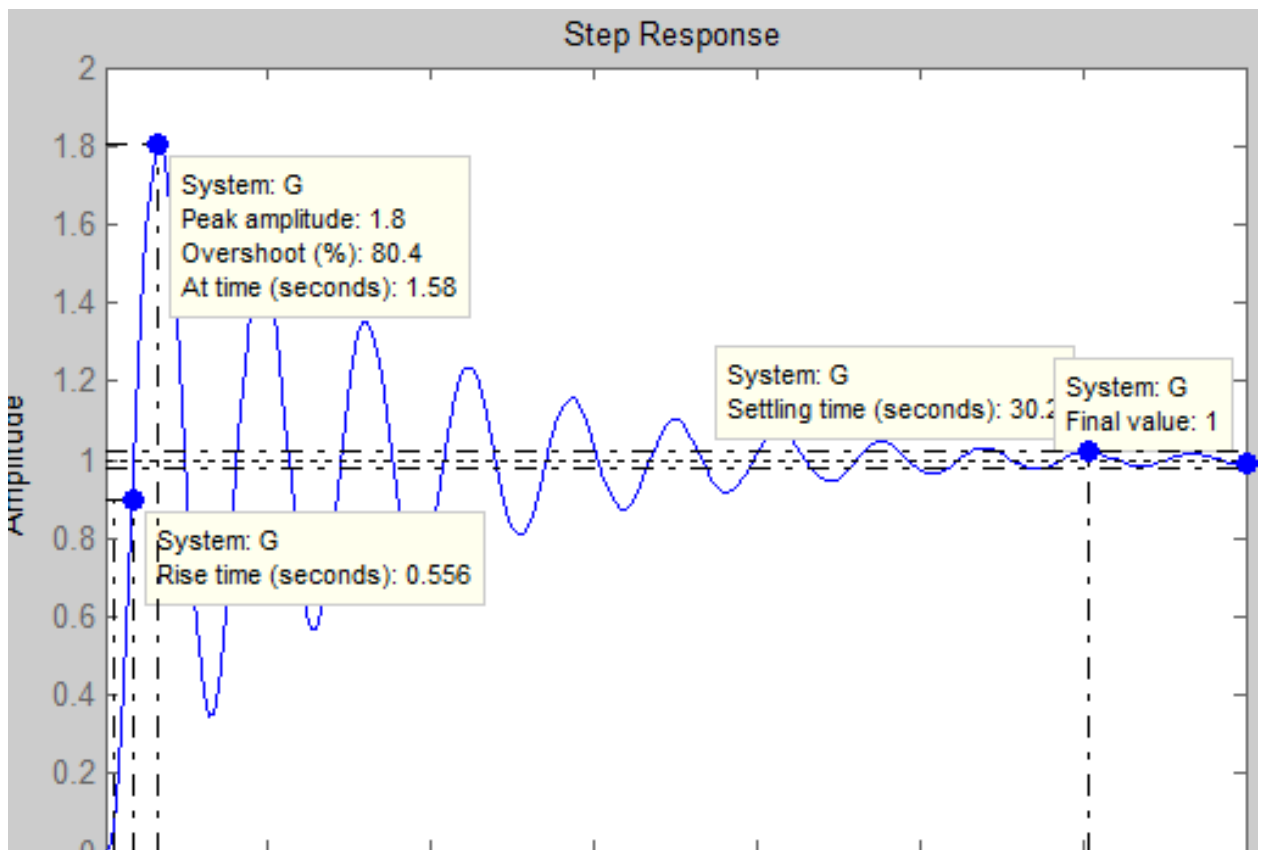 Step Response
2
1.8
1.6
1.4
1.2
1
0.8
0.6
0.4
0.2
0
Amplitude
System: G
Peak amplitude: 1.8
Overshoot (%): 80.4
At time (seconds): 1.58
System: G
Settling time (seconds): 30.2
System: G
Final value: 1
System: G
Rise time (seconds): 0.556